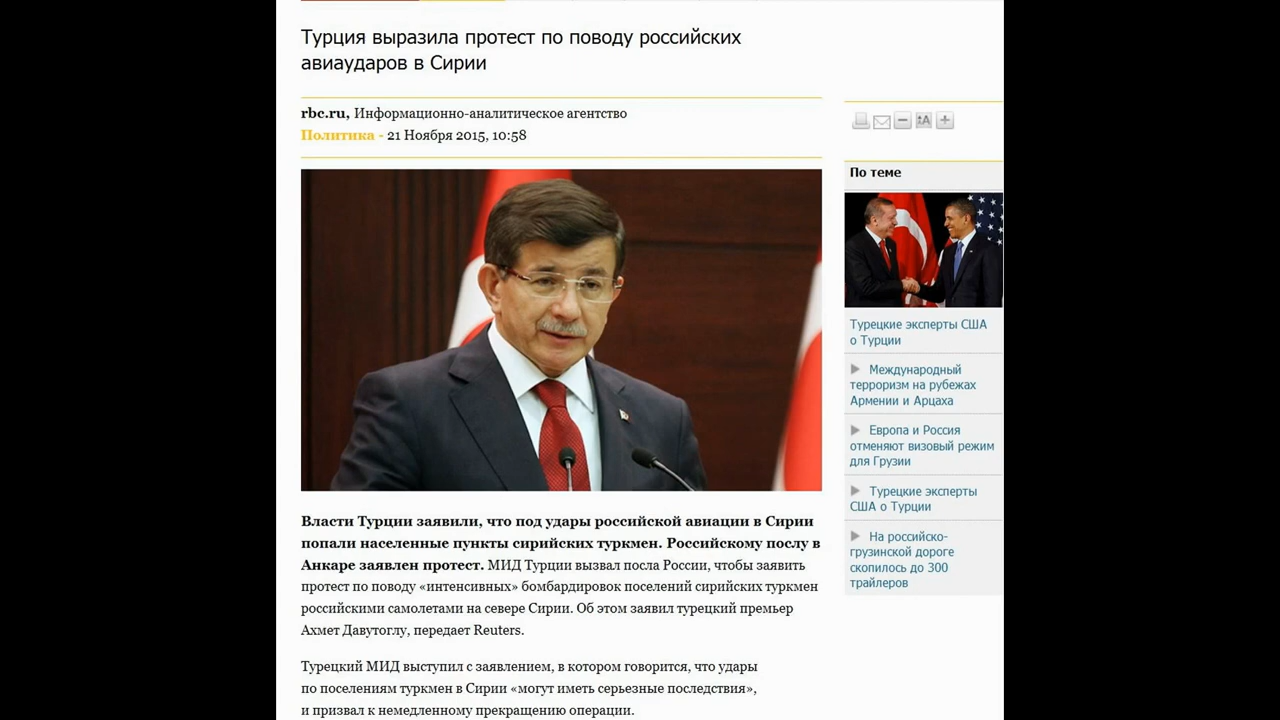 Турция выразила протест по поводу российских
авиаударов в Сирии
rbc.ru, Информационно-аналитическое агентство
Политика - 21 Ноября 2015, 10:58
Власти Турции заявили, что под удары российской авиации в Сирии
попали населенные пункты сирийских туркмен. Российскому послу в
Анкаре заявлен протест. МИД Турции вызвал посла России, чтобы заявить
протест по поводу «интенсивных» бомбардировок поселений сирийских туркмен
российскими самолетами на севере Сирии. Об этом заявил турецкий премьер
Ахмет Давутоглу, передает Reuters.
Турецкий МИД выступил с заявлением, в котором говорится, что удары
по поселениям туркмен в Сирии «могут иметь серьезные последствия»,
и призвал к немедленному прекращению операции.
A
По теме
Турецкие эксперты США
о Турции
Международный
терроризм на рубежах
Армении и Арцаха
Европа и Россия
отменяют визовый режим
для Грузии
Турецкие эксперты
США о Турции
На российско-
грузинской дороге
скопилось до 300
трайлеров